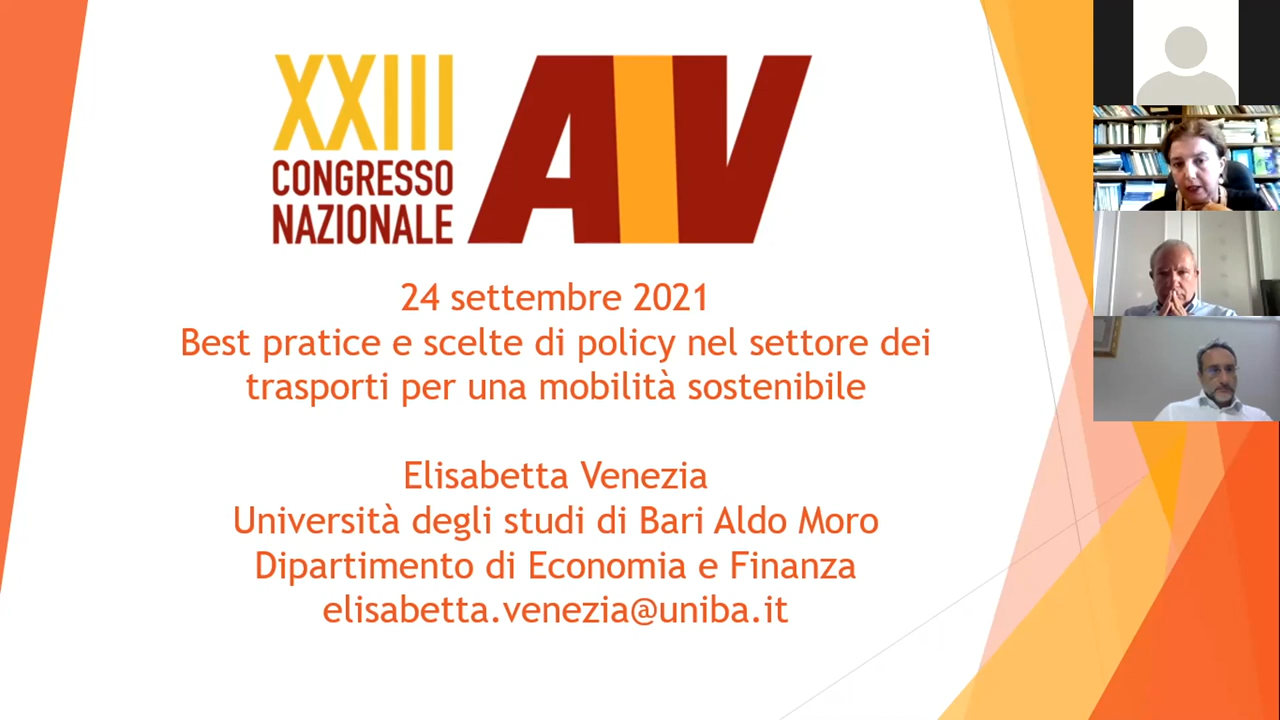 XXIII
CONGRESSO
NAZIONALE
AIV
24 settembre 2021
Best pratice e scelte di policy nel settore dei
trasporti per una mobilità sostenibile
Elisabetta Venezia
Università degli studi di Bari Aldo Moro
Dipartimento di Economia e Finanza
elisabetta.venezia@uniba.it